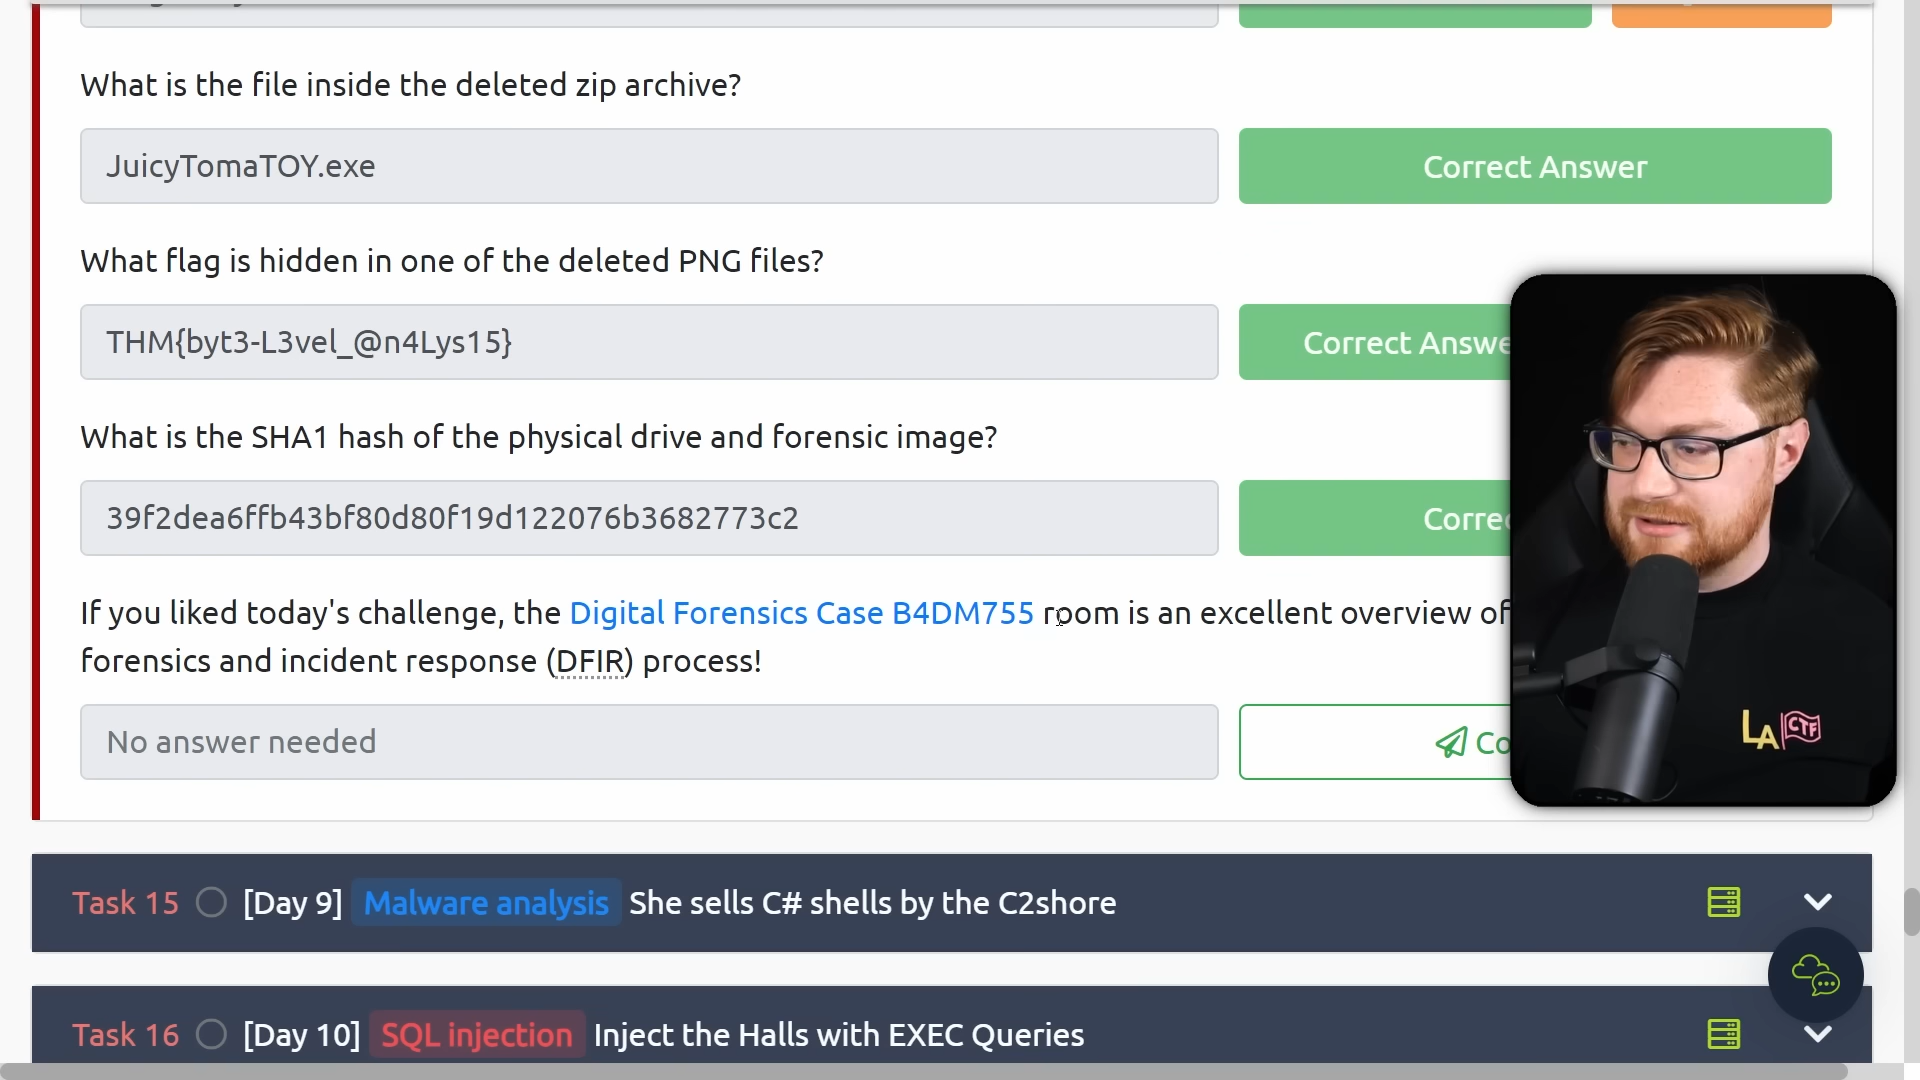 What is the file inside the deleted zip archive?
JuicyTomaTOY.exe
Correct Answer
What flag is hidden in one of the deleted PNG files?
THM{byt3-L3vel_@n4Lys15}
Correct Answe
What is the SHA1 hash of the physical drive and forensic image?
39f2dea6ffb43bf80d80f19d122076b3682773c2
Correc
If you liked today's challenge, the Digital Forensics Case B4DM755 room is an excellent overview of
forensics and incident response (DFIR) process!
No answer needed
Co
LA CTF
Task 15 [Day 9] Malware analysis She sells C# shells by the C2shore
Task 16 [Day 10] SQL injection Inject the Halls with EXEC Queries